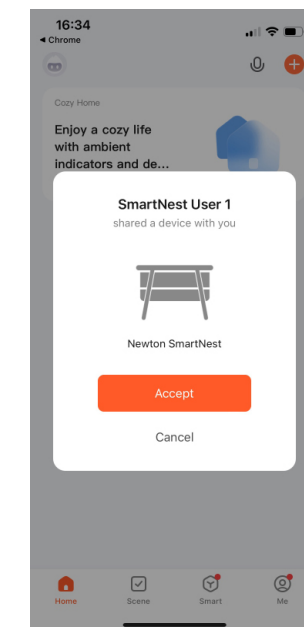 16:34
Chrome
Cozy Home
Enjoy a cozy life
with ambient
indicators and de...
SmartNest User 1
shared a device with you
Newton SmartNest
Accept
Cancel
Home Scene Smart Me